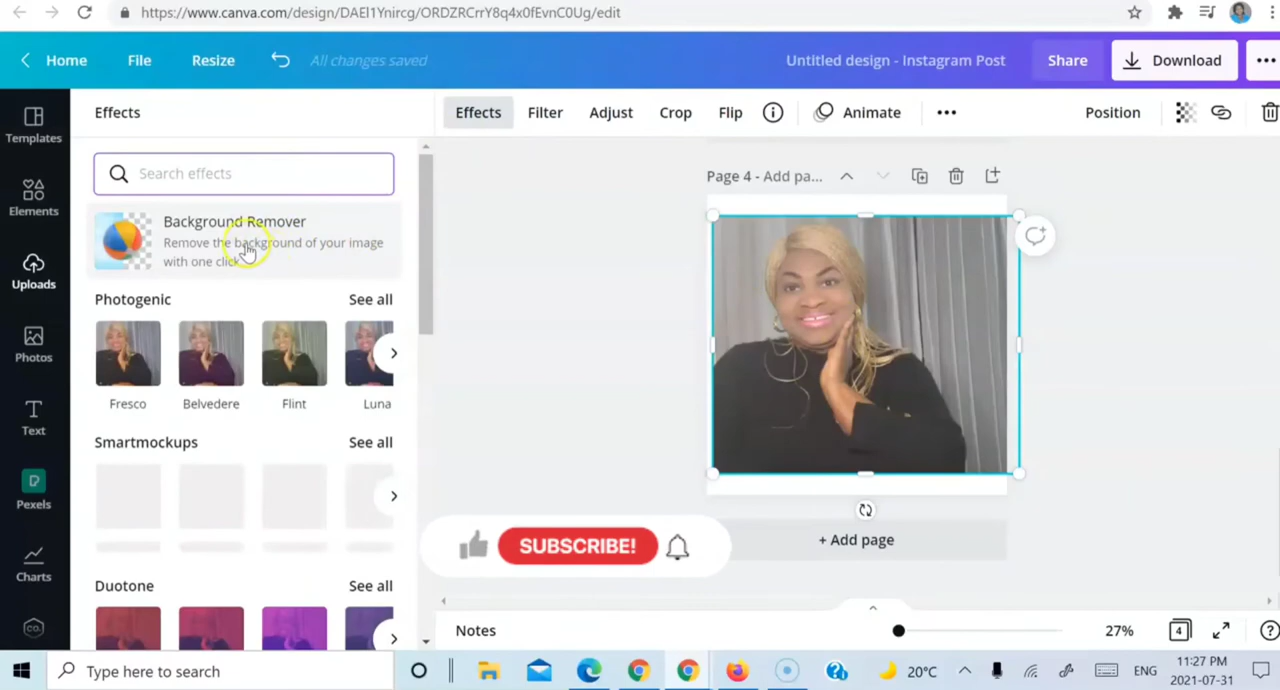 https://www.canva.com/design/DAEl1Ynircg/ORDZRCrrY8q4x0fEvnC0Ug/edit
Home File Resize All changes saved Untitled design - Instagram Post Share Download
Effects
Effects Filter Adjust Crop Flip Animate Position
Templates
Elements
Uploads
Photos
Text
Pexels
Charts
co.
Search effects
Background Remover
Remove the background of your image
with one click
Photogenic See all
Fresco Belvedere Flint Luna
Smartmockups See all
Duotone See all
Page 4 - Add pa...
SUBSCRIBE!
+ Add page
Notes 27% 4
Type here to search 20°C ENG 11:27 PM
2021-07-31